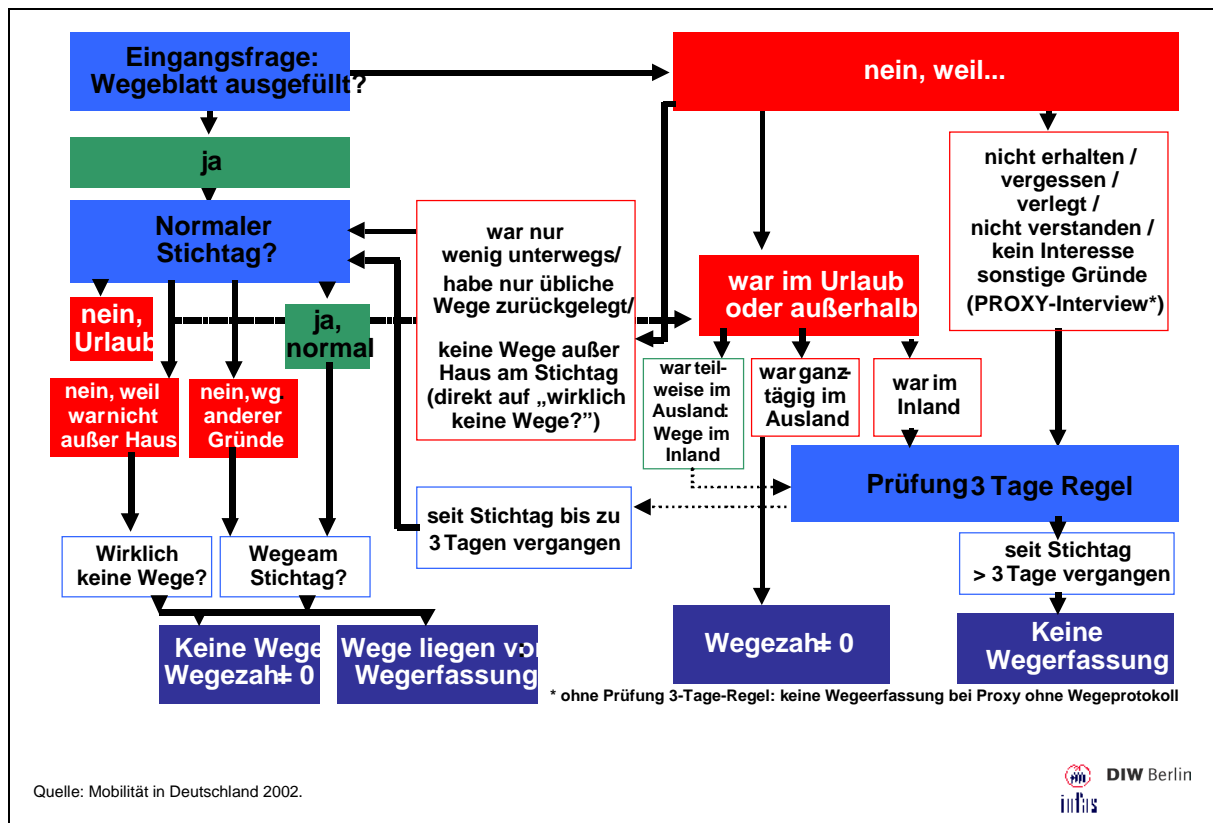 Eingangsfrage:
Wegeblatt ausgefüllt?
nein, weil...
ja
Normaler
Stichtag?
nein,
Urlaub
ja,
normal
nein, weil
war nicht
außer Haus
nein, wg.
anderer
Gründe
war nur
wenig unterwegs/
habe nur übliche
Wege zurückgelegt/
keine Wege außer
Haus am Stichtag
(direkt auf „wirklich
keine Wege?”)
war im Urlaub
oder außerhalb
nicht erhalten /
vergessen /
verlegt /
nicht verstanden /
kein Interesse
sonstige Gründe
(PROXY-Interview*)
war teil-
weise im
Ausland:
Wege im
Inland
war ganz-
tägig im
Ausland
war im
Inland
Prüfung 3 Tage Regel
seit Stichtag bis zu
3 Tagen vergangen
seit Stichtag
> 3 Tage vergangen
Wirklich
keine Wege?
Wege am
Stichtag?
Keine Wege
Wegezahl= 0
Wege liegen vor:
Wegerfassung
Wegezahl= 0
Keine
Wegerfassung
* ohne Prüfung 3-Tage-Regel: keine Wegeerfassung bei Proxy ohne Wegeprotokoll
Quelle: Mobilität in Deutschland 2002.
infas
DIW Berlin